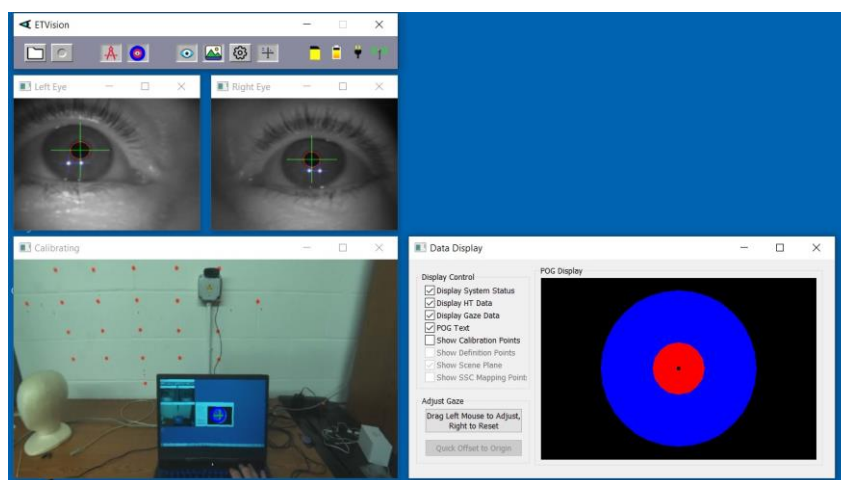 ETVision
Left Eye
Right Eye
Calibrating
Data Display
Display Control
Display System Status
Display HT Data
Display Gaze Data
POG Text
Show Calibration Points
Show Definition Points
Show Scene Plane
Show SSC Mapping Point
Adjust Gaze
Drag Left Mouse to Adjust,
Right to Reset
Quick Offset to Origin
POG Display